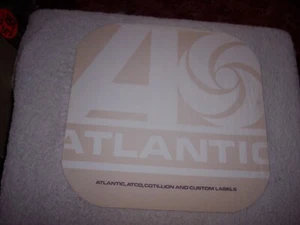 ATLANTIC
ATLANTIC, ATCO, COTILLION AND CUSTOM LABELS